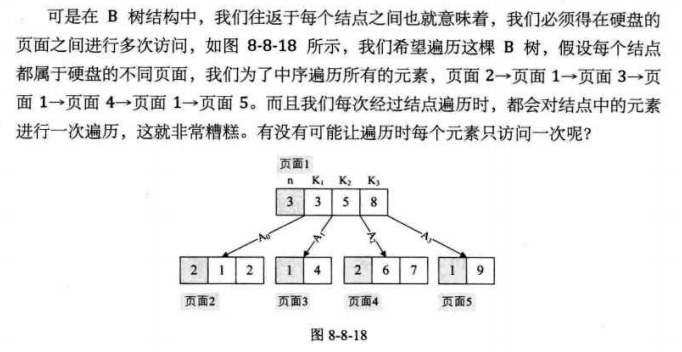 可是在 B 树结构中，我们往返于每个结点之间也就意味着，我们必须得在硬盘的
页面之间进行多次访问，如图 8-8-18 所示，我们希望遍历这棵 B 树，假设每个结点
都属于硬盘的不同页面，我们为了中序遍历所有的元素，页面 2→页面 1→页面 3→页
面 1→页面 4→页面 1→页面 5。而且我们每次经过结点遍历时，都会对结点中的元素
进行一次遍历，这就非常糟糕。有没有可能让遍历时每个元素只访问一次呢？
页面1
n K₁ K₂ K₃
3 3 5 8
A₀ A₁ A₂ A₃
2 1 2 1 4 2 6 7 1 9
页面2 页面3 页面4 页面5
图 8-8-18